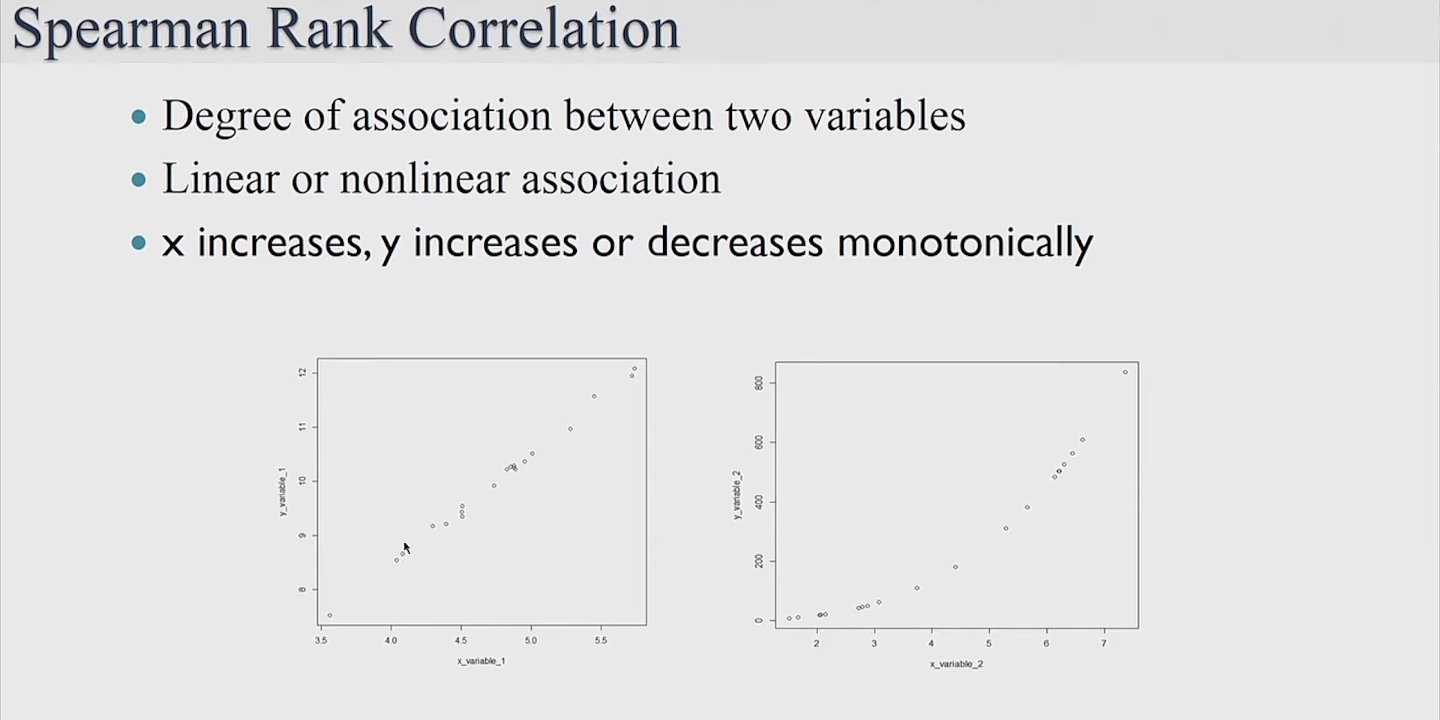 Spearman Rank Correlation
• Degree of association between two variables
• Linear or nonlinear association
• x increases, y increases or decreases monotonically
12
11
10
9
8
y_variable_1
3.5 4.0 4.5 5.0 5.5
x_variable_1
800
600
400
200
0
y_variable_2
2 3 4 5 6 7
x_variable_2